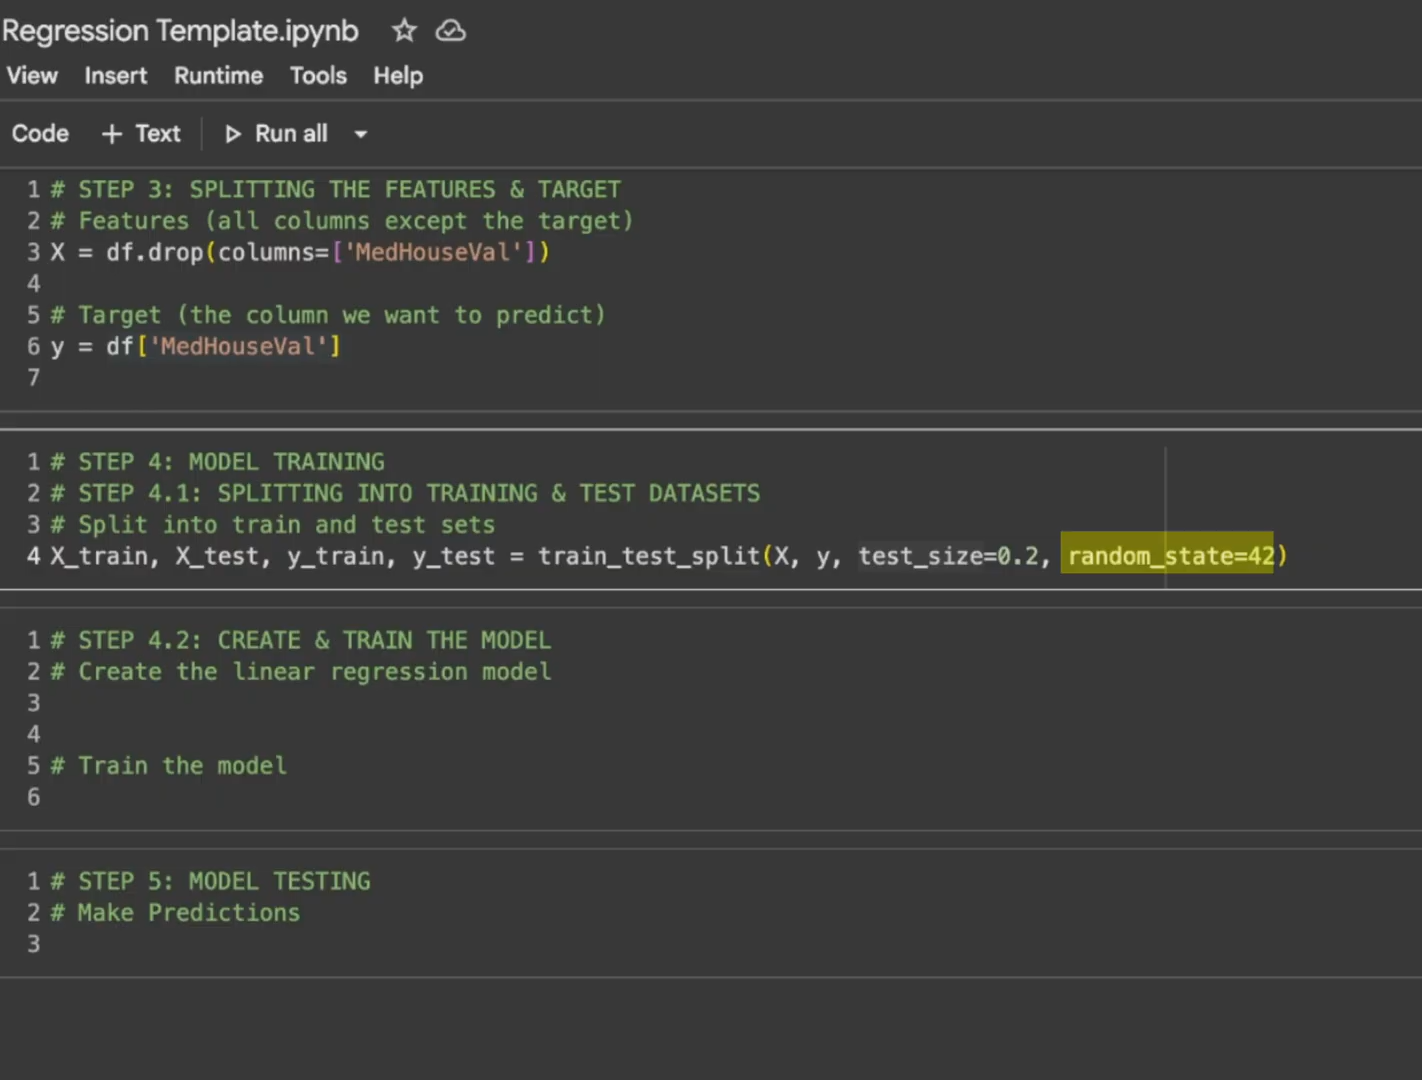 Regression Template.ipynb
View Insert Runtime Tools Help
Code + Text Run all
1 # STEP 3: SPLITTING THE FEATURES & TARGET
2 # Features (all columns except the target)
3 X = df.drop(columns=['MedHouseVal'])
4
5 # Target (the column we want to predict)
6 y = df['MedHouseVal']
7
1 # STEP 4: MODEL TRAINING
2 # STEP 4.1: SPLITTING INTO TRAINING & TEST DATASETS
3 # Split into train and test sets
4 X_train, X_test, y_train, y_test = train_test_split(X, y, test_size=0.2, random_state=42)
1 # STEP 4.2: CREATE & TRAIN THE MODEL
2 # Create the linear regression model
3
4
5 # Train the model
6
1 # STEP 5: MODEL TESTING
2 # Make Predictions
3